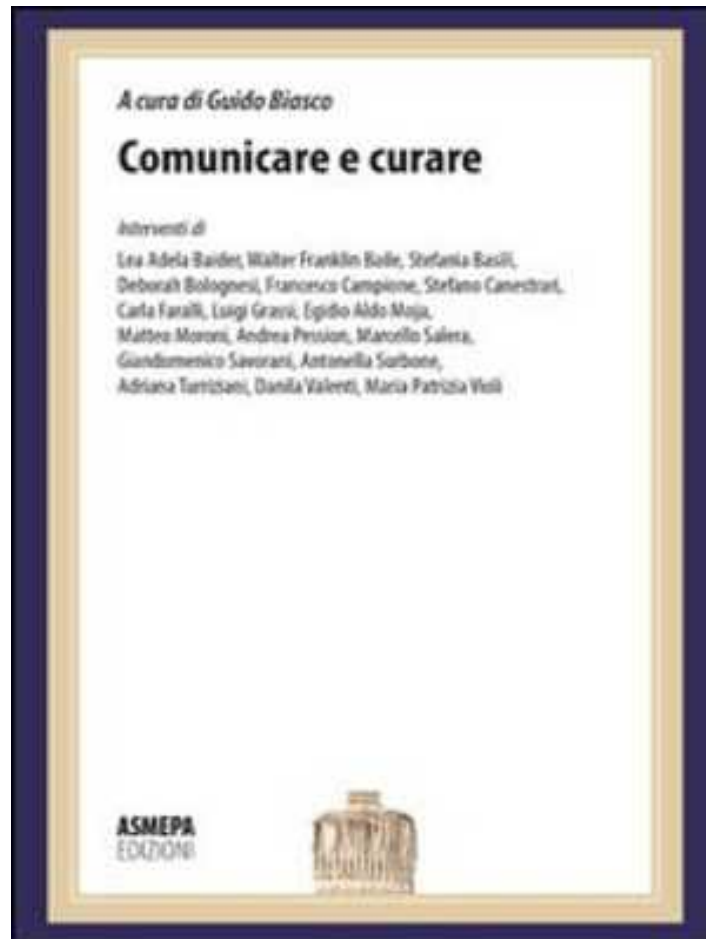 A cura di Guido Biasco
Comunicare e curare
Interventi di
Lea Adela Baider, Walter Franklin Baile, Stefania Basili,
Deborah Bolognesi, Francesco Campione, Stefano Canestrari,
Carla Faralli, Luigi Grassi, Egidio Aldo Moja,
Matteo Moroni, Andrea Pession, Marcello Salera,
Giandomenico Savorani, Antonella Surbone,
Adriana Turriziani, Danila Valenti, Maria Patrizia Violi
ASMEPA
EDIZIONI